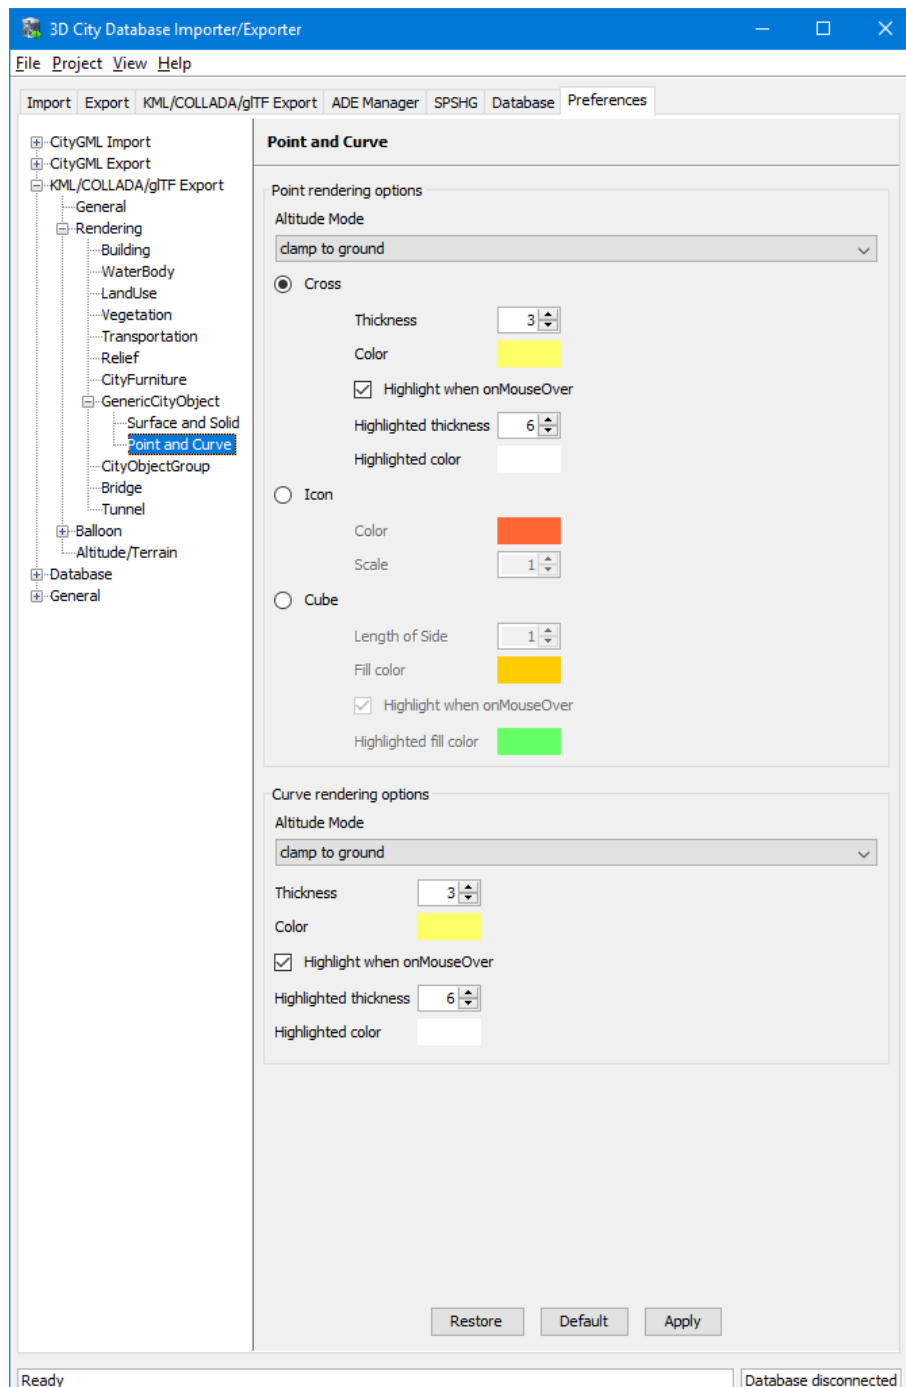 3D City Database Importer/Exporter
File Project View Help
Import Export KML/COLLADA/glTF Export ADE Manager SPSHG Database Preferences
CityGML Import
CityGML Export
KML/COLLADA/glTF Export
General
Rendering
Building
WaterBody
LandUse
Vegetation
Transportation
Relief
CityFurniture
GenericCityObject
Surface and Solid
Point and Curve
CityObjectGroup
Bridge
Tunnel
Balloon
Altitude/Terrain
Database
General
Point and Curve
Point rendering options
Altitude Mode
clamp to ground
Cross
Thickness 3
Color
Highlight when onMouseOver
Highlighted thickness 6
Highlighted color
Icon
Color
Scale 1
Cube
Length of Side 1
Fill color
Highlight when onMouseOver
Highlighted fill color
Curve rendering options
Altitude Mode
clamp to ground
Thickness 3
Color
Highlight when onMouseOver
Highlighted thickness 6
Highlighted color
Restore Default Apply
Ready Database disconnected